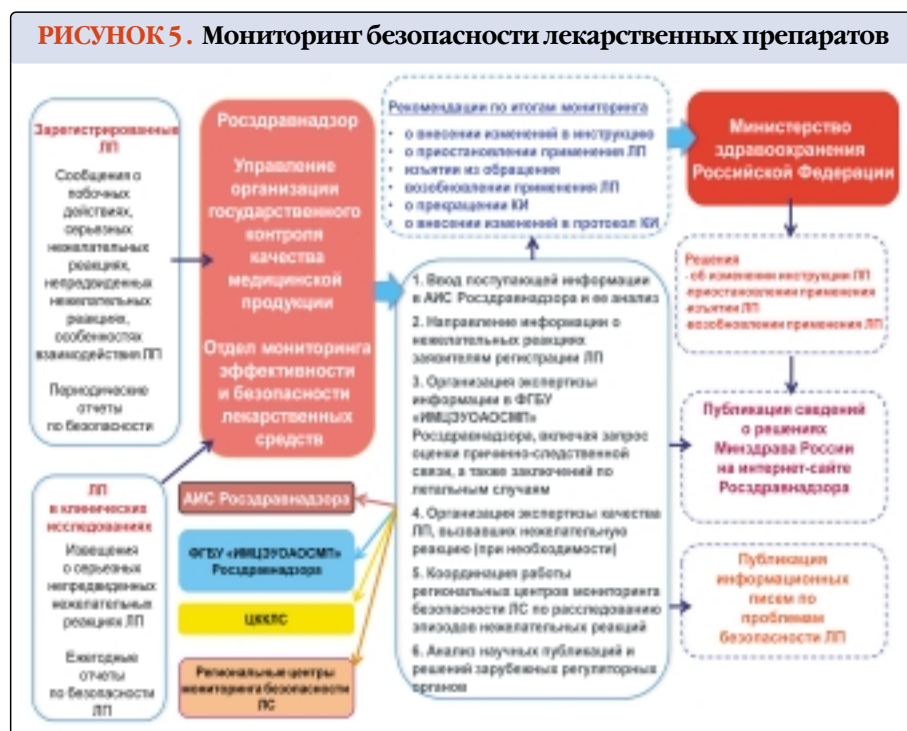 РИСУНОК 5. Мониторинг безопасности лекарственных препаратов
Зарегистрированные
ЛП
Сообщения о
побочных
действиях,
серьезных
нежелательных
реакциях,
непредвиденных
нежелательных
реакциях,
особенностях
взаимодействия ЛП
Периодические
отчеты
по безопасности
ЛП
в клинических
исследованиях
Извещения
о серьезных
непредвиденных
нежелательных
реакциях ЛП
Ежегодные
отчеты
по безопасности
ЛП
Росздравнадзор
Управление
организации
государственного
контроля
качества
медицинской
продукции
Отдел мониторинга
эффективности
и безопасности
лекарственных
средств
АИС Росздравнадзора
ФГБУ «ИМЦЭУОАОСМП»
Росздравнадзора
ЦККЛС
Региональные центры
мониторинга безопасности
ЛС
Рекомендации по итогам мониторинга
• о внесении изменений в инструкцию
• о приостановлении применения ЛП
• изъятии из обращения
• возобновлении применения ЛП
• о прекращении КИ
• о внесении изменений в протокол КИ
1. Ввод поступающей информации
в АИС Росздравнадзора и ее анализ
2. Направление информации о
нежелательных реакциях
заявителям регистрации ЛП
3. Организация экспертизы
информации в ФГБУ
«ИМЦЭУОАОСМП»
Росздравнадзора, включая запрос
оценки причинно-следственной
связи, а также заключений по
летальным случаям
4. Организация экспертизы качества
ЛП, вызвавших нежелательную
реакцию (при необходимости)
5. Координация работы
региональных центров мониторинга
безопасности ЛС по расследованию
эпизодов нежелательных реакций
6. Анализ научных публикаций и
решений зарубежных регуляторных
органов
Министерство
здравоохранения
Российской Федерации
Решения
- об изменении инструкции ЛП
-приостановлении применения
-изъятии ЛП
-возобновлении применения ЛП
Публикация сведений
о решениях
Минздрава России
на интернет-сайте
Росздравнадзора
Публикация
информационных
писем по
проблемам
безопасности ЛП